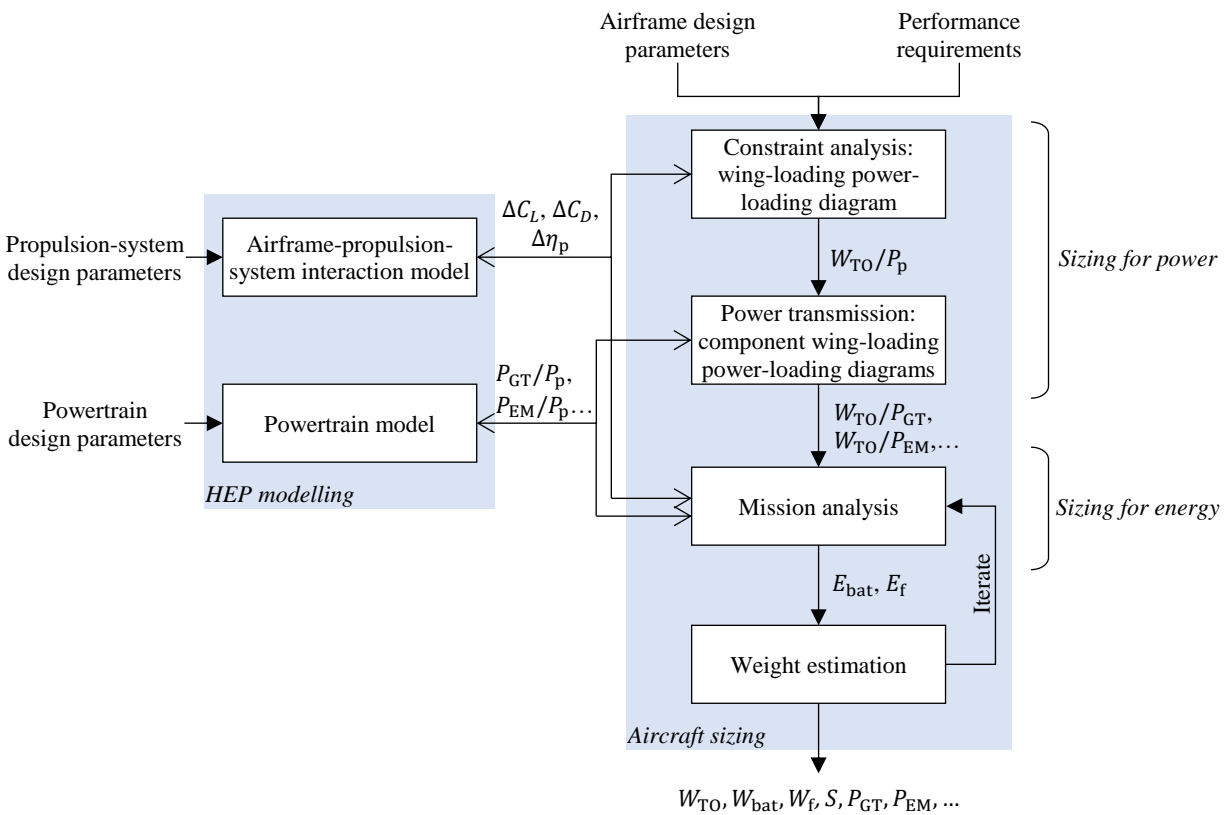 Airframe design
parameters
Performance
requirements
Constraint analysis:
wing-loading power-
loading diagram
Propulsion-system
design parameters
Airframe-propulsion-
system interaction model
Δ𝐶_𝐿, Δ𝐶_𝐷,
Δ𝜂_p
𝑊_TO/𝑃_p
Sizing for power
Power transmission:
component wing-loading
power-loading diagrams
Powertrain
design parameters
Powertrain model
𝑃_GT/𝑃_p,
𝑃_EM/𝑃_p…
𝑊_TO/𝑃_GT,
𝑊_TO/𝑃_EM,…
HEP modelling
Mission analysis
Sizing for energy
𝐸_bat, 𝐸_f
Iterate
Weight estimation
Aircraft sizing
𝑊_TO, 𝑊_bat, 𝑊_f, 𝑆, 𝑃_GT, 𝑃_EM, …